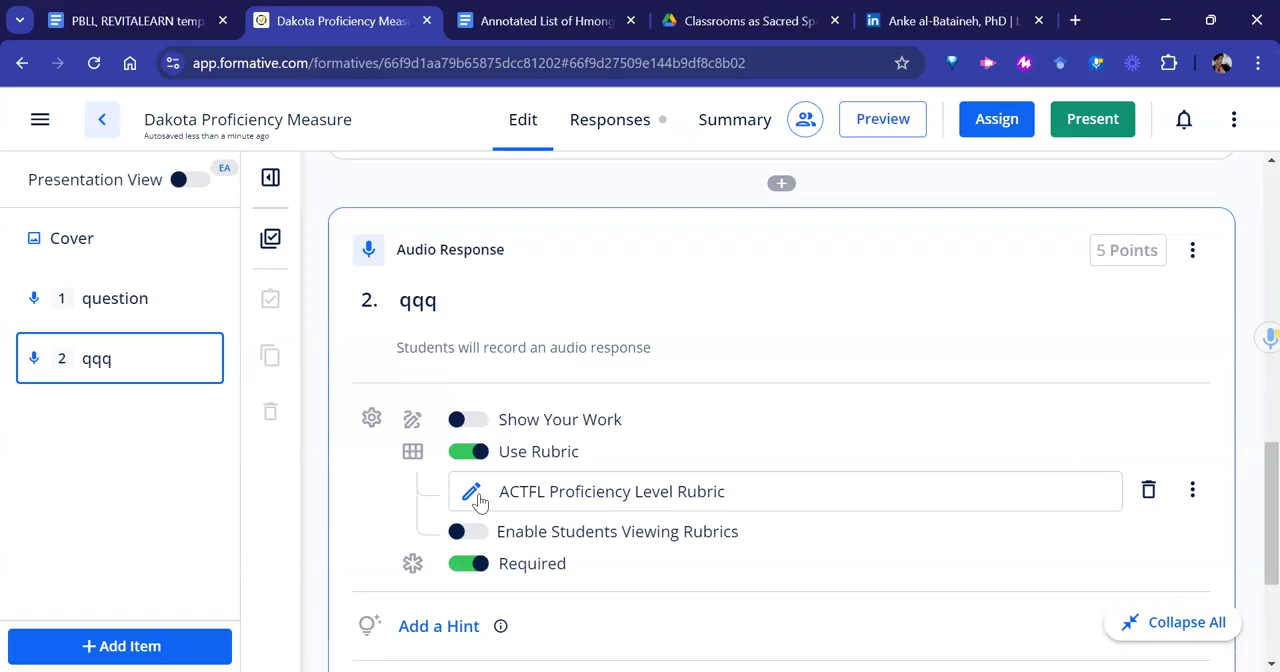 PBLL, REVITALEARN temp
Dakota Proficiency Measu
Annotated List of Hmong
Classrooms as Sacred Sp
Anke al-Bataineh, PhD |
app.formative.com/formatives/66f9d1aa79b65875dcc81202#66f9d27509e144b9df8c8b02
Dakota Proficiency Measure
Autosaved less than a minute ago
Edit
Responses
Summary
Preview
Assign
Present
Presentation View
EA
Cover
1 question
2 qqq
+ Add Item
Audio Response
5 Points
2. qqq
Students will record an audio response
Show Your Work
Use Rubric
ACTFL Proficiency Level Rubric
Enable Students Viewing Rubrics
Required
Add a Hint
Collapse All